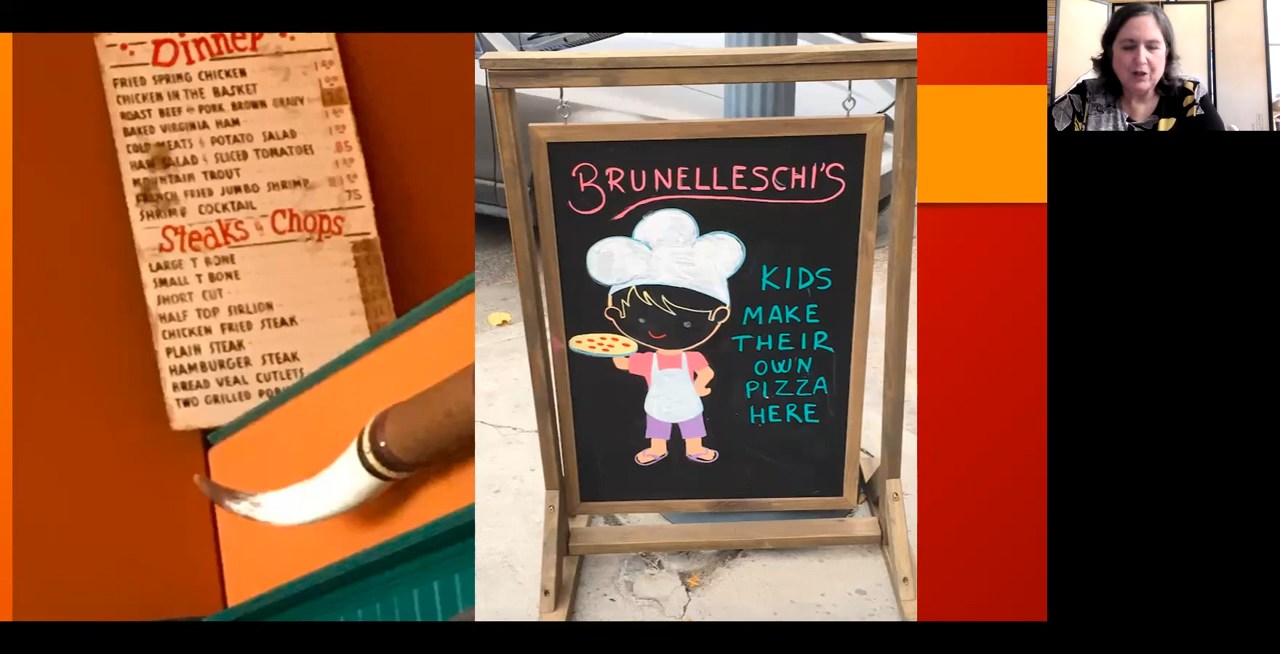 Dinner
FRIED SPRING CHICKEN
CHICKEN IN THE BASKET
ROAST BEEF or PORK BROWN GRAVY
BAKED VIRGINIA HAM
COLD MEATS & POTATO SALAD
HAM SALAD & SLICED TOMATOES .85
MOUNTAIN TROUT
FRENCH FRIED JUMBO SHRIMP
SHRIMP COCKTAIL 75
Steaks & Chops
LARGE T BONE
SMALL T BONE
SHORT CUT
HALF TOP SIRLION
CHICKEN FRIED STEAK
PLAIN STEAK
HAMBURGER STEAK
BREAD VEAL CUTLETS
TWO GRILLED
BRUNELLESCHI'S
KIDS
MAKE
THEIR
OWN
PIZZA
HERE